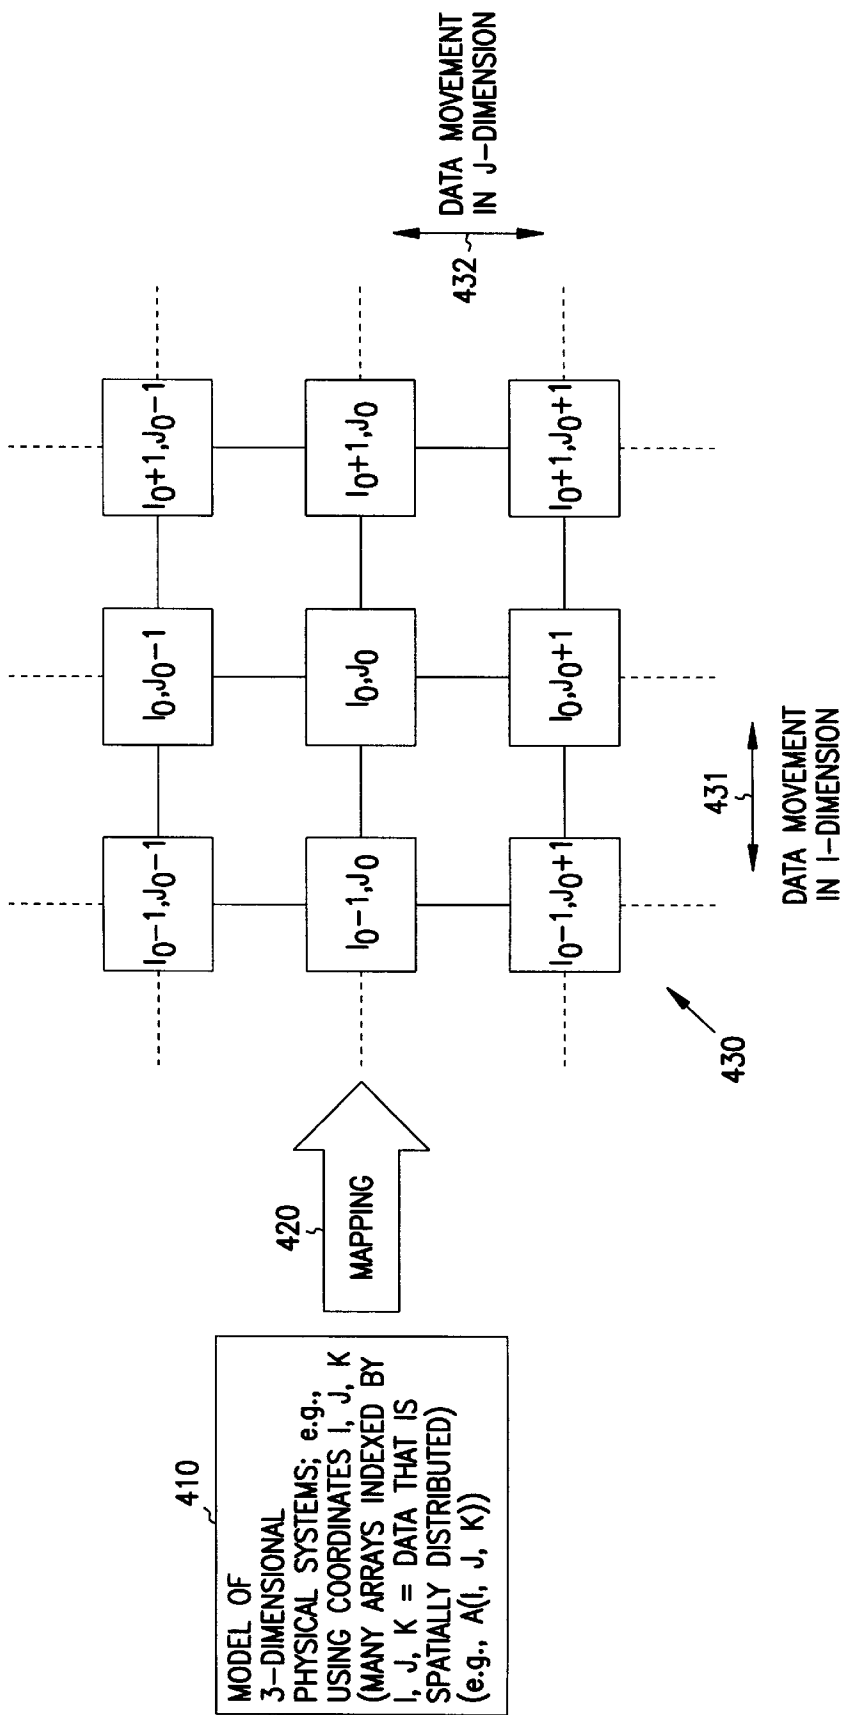 410
MODEL OF
3-DIMENSIONAL
PHYSICAL SYSTEMS; e.g.,
USING COORDINATES I, J, K
(MANY ARRAYS INDEXED BY
I, J, K = DATA THAT IS
SPATIALLY DISTRIBUTED)
(e.g., A(I, J, K))
420
MAPPING
I0-1,J0-1
I0,J0-1
I0+1,J0-1
I0-1,J0
I0,J0
I0+1,J0
I0-1,J0+1
I0,J0+1
I0+1,J0+1
430
431
DATA MOVEMENT
IN I-DIMENSION
432
DATA MOVEMENT
IN J-DIMENSION